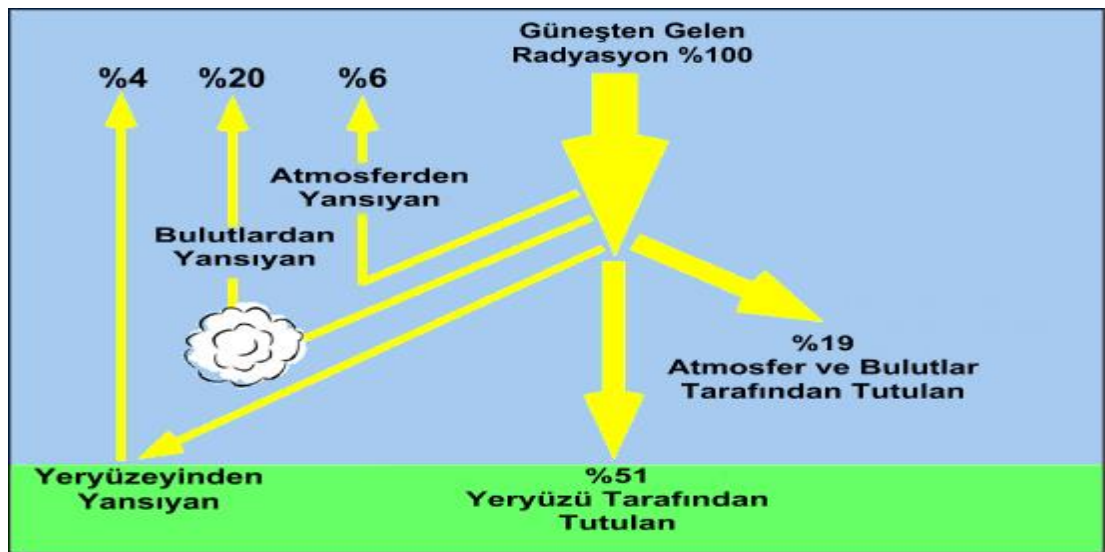 Güneşten Gelen
Radyasyon %100
%4
%20
%6
Atmosferden
Yansıyan
Bulutlardan
Yansıyan
%19
Atmosfer ve Bulutlar
Tarafından Tutulan
Yeryüzeyinden
Yansıyan
%51
Yeryüzü Tarafından
Tutulan